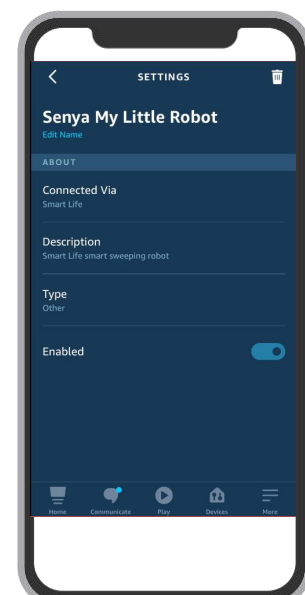 SETTINGS
Senya My Little Robot
Edit Name
ABOUT
Connected Via
Smart Life
Description
Smart Life smart sweeping robot
Type
Other
Enabled
Home Communicate Play Devices More